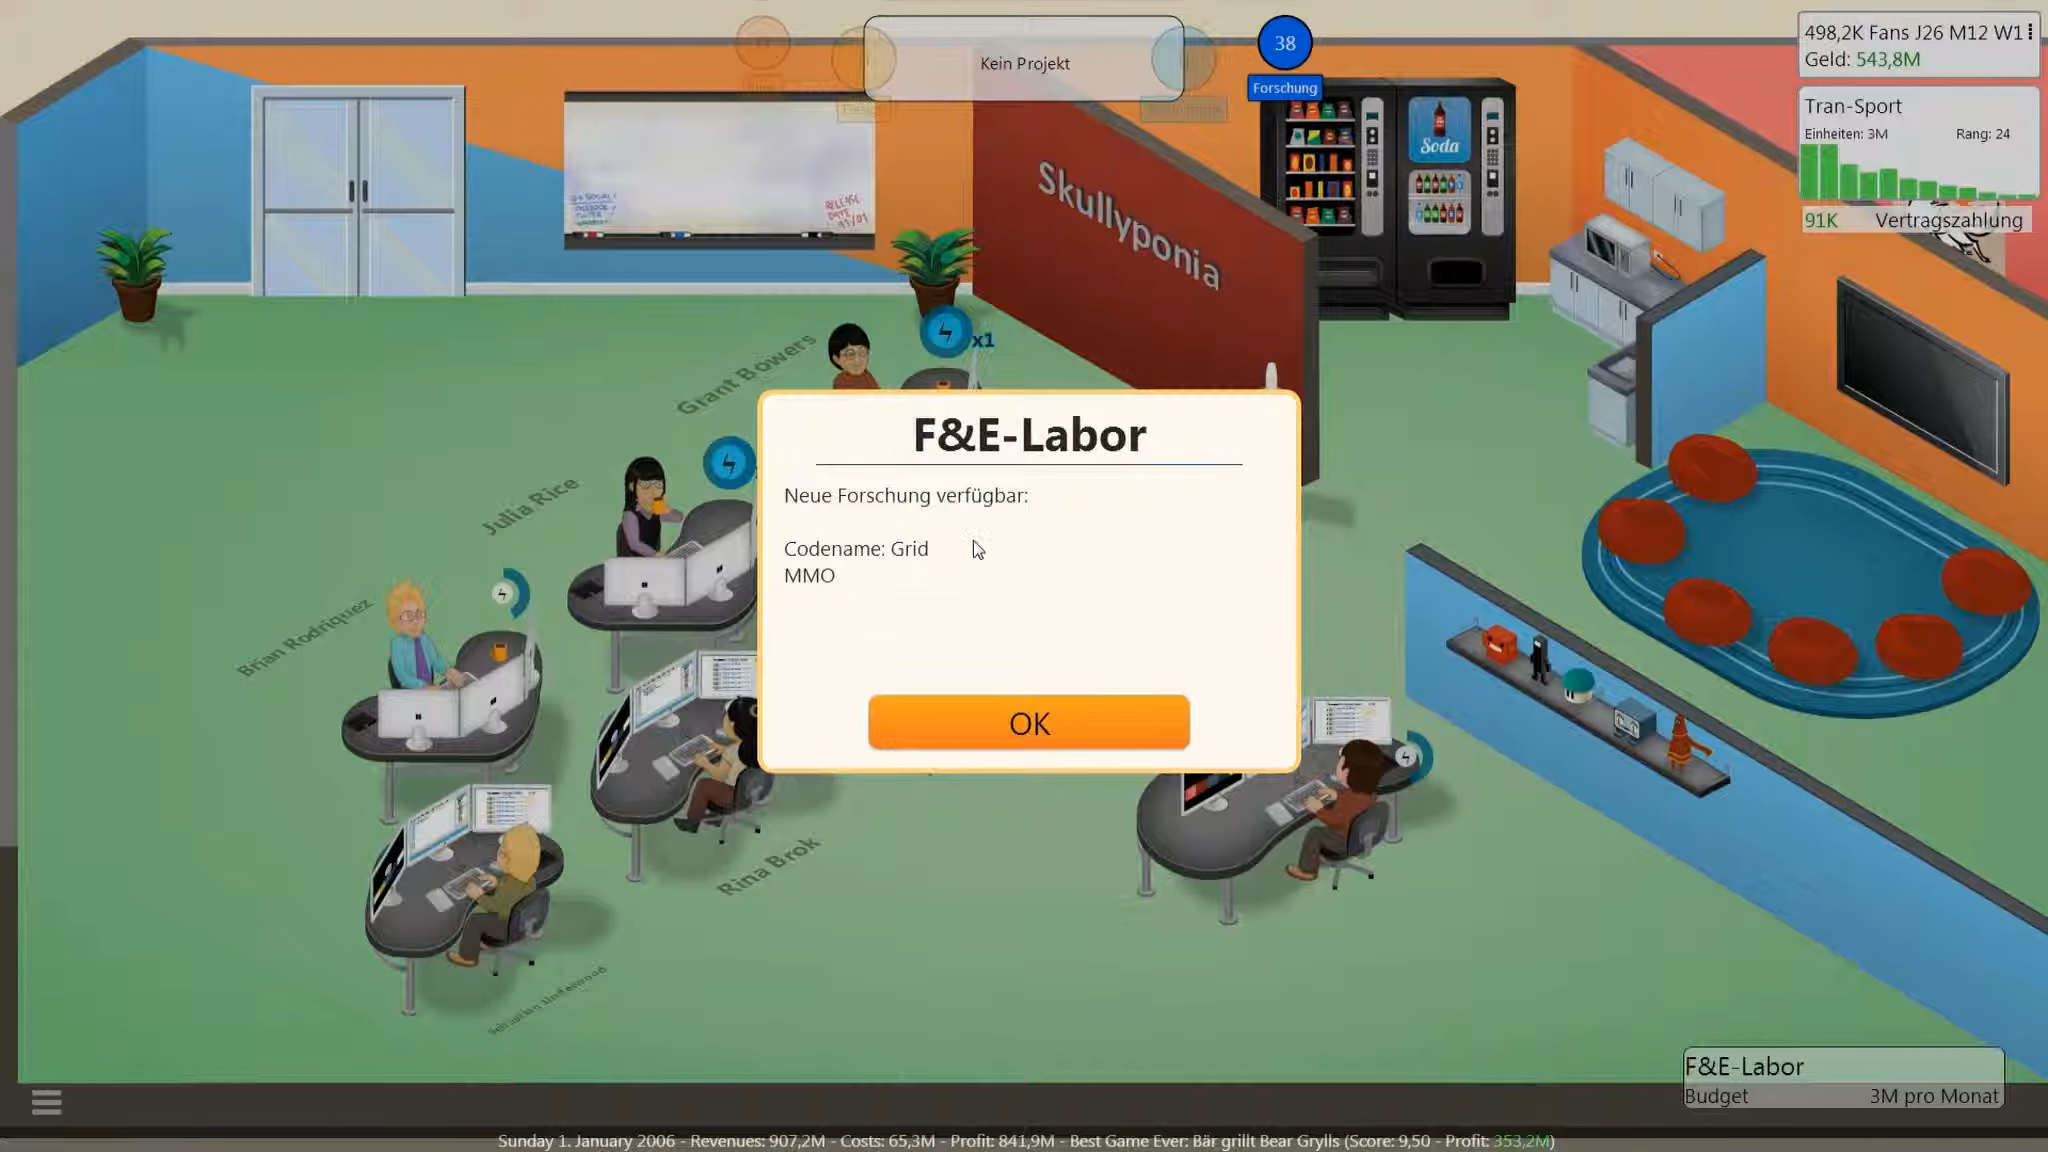 Kein Projekt
38
Forschung
498,2K Fans J26 M12 W1
Geld: 543,8M
Tran-Sport
Einheiten: 3M Rang: 24
91K Vertragszahlung
RELEASE
DATE
Soda
Skullyponia
x1
Grant Bowers
Julia Rice
Brian Rodriquez
Rina Brok
F&E-Labor
Neue Forschung verfügbar:
Codename: Grid
MMO
OK
F&E-Labor
Budget 3M pro Monat
Sunday 1. January 2006 - Revenues: 907,2M - Costs: 65,3M - Profit: 841,9M - Best Game Ever: Bär grillt Bear Grylls (Score: 9,50 - Profit: 353,2M)